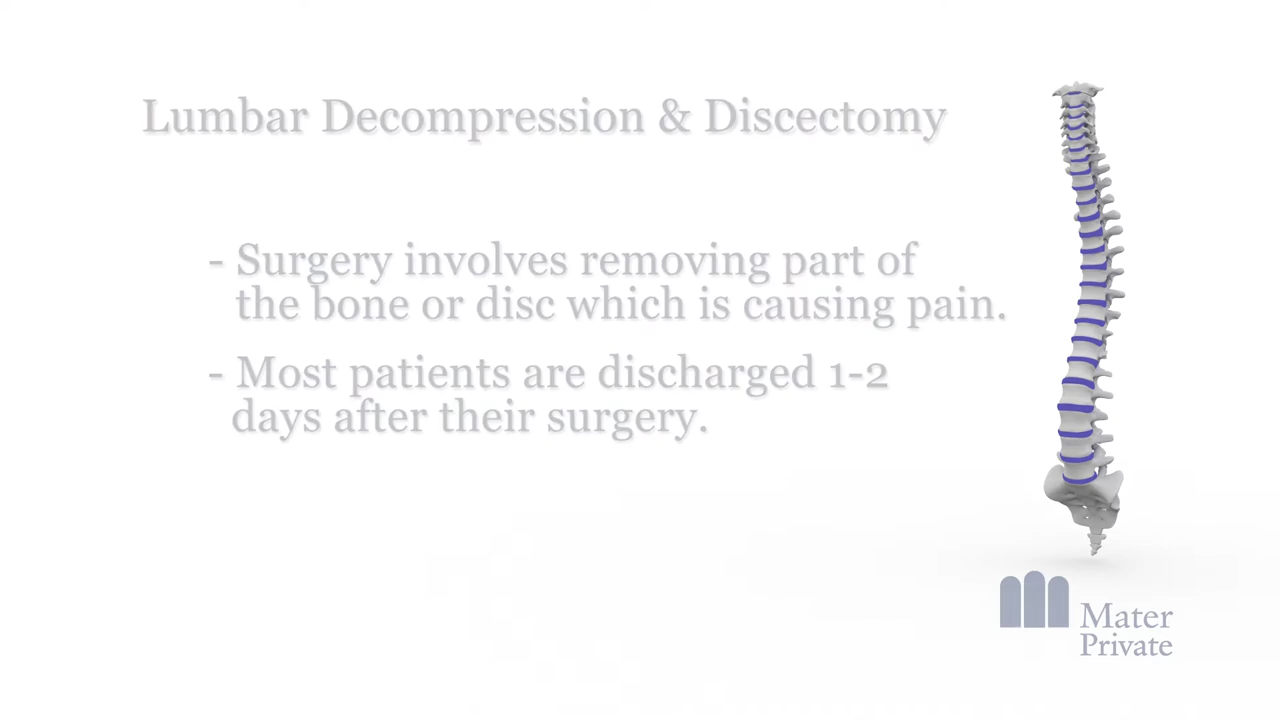 Lumbar Decompression & Discectomy
- Surgery involves removing part of
the bone or disc which is causing pain.
- Most patients are discharged 1-2
days after their surgery.
Mater
Private